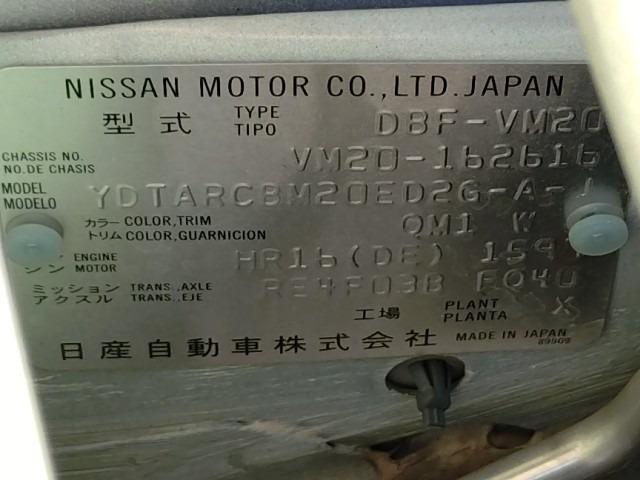 NISSAN MOTOR CO.,LTD. JAPAN
型式 TYPE TIPO DBF-VM20
CHASSIS NO. NO.DE CHASIS VM20-162616
MODEL MODELO YDTARC8M20ED2G-A-
カラー COLOR,TRIM
トリム COLOR,GUARNICION QM1 W
ENGINE MOTOR HR16(DE)
ミッション TRANS.,AXLE
アクスル TRANS.,EJE RE4F03B
工場 PLANT PLANTA X
日産自動車株式会社 MADE IN JAPAN